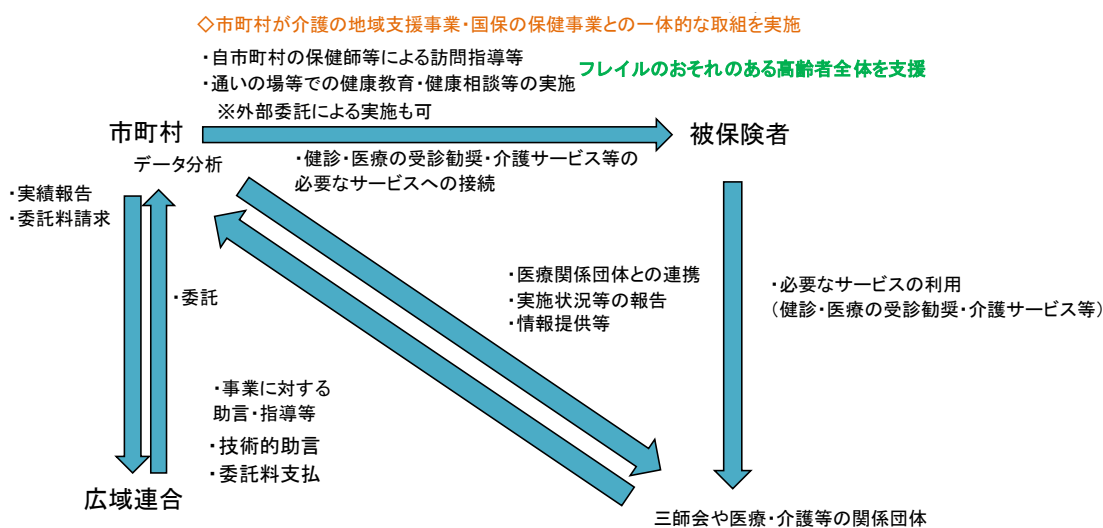 ◇市町村が介護の地域支援事業・国保の保健事業との一体的な取組を実施
・自市町村の保健師等による訪問指導等
・通いの場等での健康教育・健康相談等の実施
※外部委託による実施も可
フレイルのおそれのある高齢者全体を支援
市町村
被保険者
データ分析
・健診・医療の受診勧奨・介護サービス等の
必要なサービスへの接続
・実績報告
・委託料請求
・委託
・医療関係団体との連携
・実施状況等の報告
・情報提供等
・必要なサービスの利用
（健診・医療の受診勧奨・介護サービス等）
・事業に対する
助言・指導等
・技術的助言
・委託料支払
広域連合
三師会や医療・介護等の関係団体